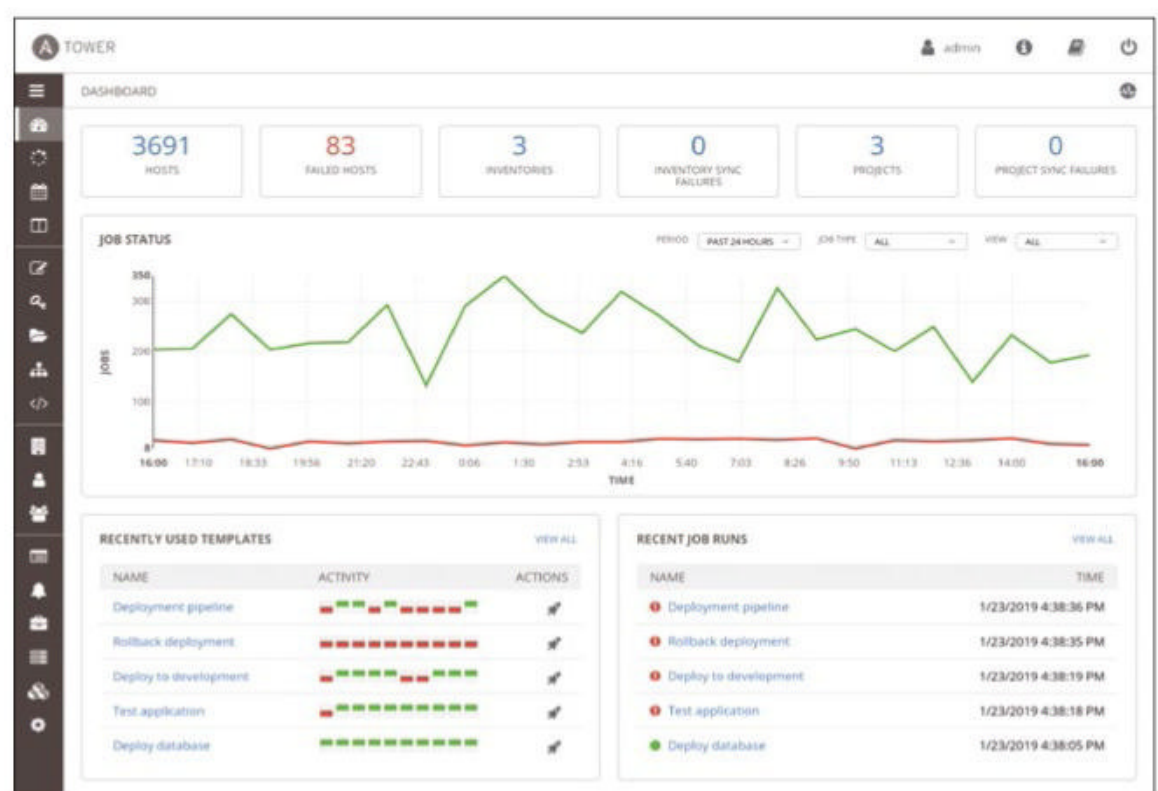 A TOWER admin
DASHBOARD
3691 83 3 0 3 0
HOSTS FAILED HOSTS INVENTORIES INVENTORY SYNC FAILURES PROJECTS PROJECT SYNC FAILURES
JOB STATUS PERIOD PAST 24 HOURS JOB TYPE ALL VIEW ALL
350
300
200
100
8
JOBS
16:00 17:10 18:33 19:56 21:20 22:43 0:06 1:30 2:53 4:16 5:40 7:03 8:26 9:50 11:13 12:36 14:00 16:00
TIME
RECENTLY USED TEMPLATES VIEW ALL
NAME ACTIVITY ACTIONS
Deployment pipeline
Rollback deployment
Deploy to development
Test application
Deploy database
RECENT JOB RUNS VIEW ALL
NAME TIME
Deployment pipeline 1/23/2019 4:38:36 PM
Rollback deployment 1/23/2019 4:38:35 PM
Deploy to development 1/23/2019 4:38:19 PM
Test application 1/23/2019 4:38:18 PM
Deploy database 1/23/2019 4:38:05 PM